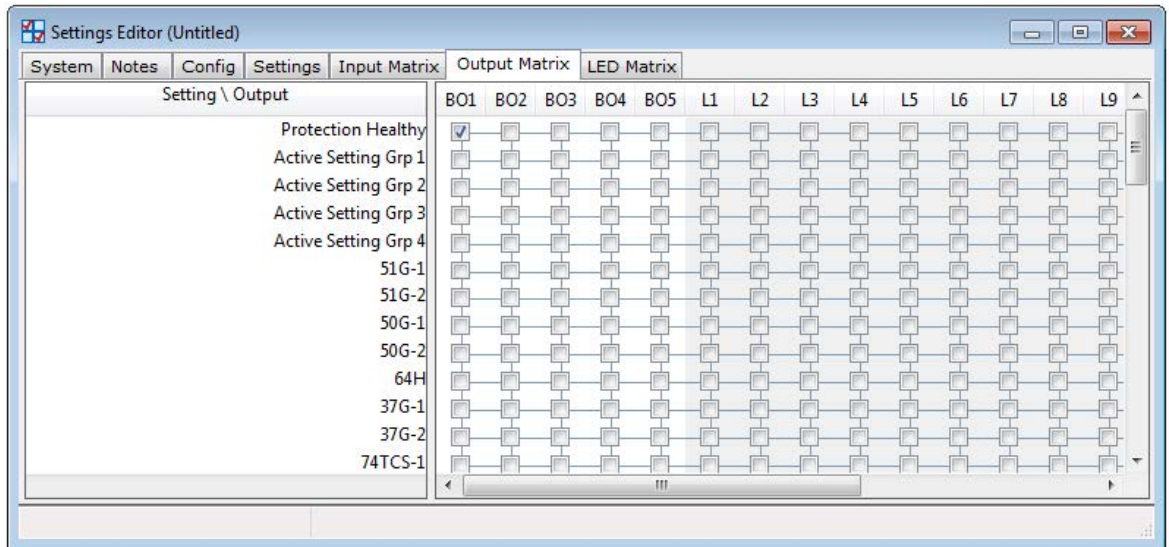 Settings Editor (Untitled)
System Notes Config Settings Input Matrix Output Matrix LED Matrix
Setting \ Output BO1 BO2 BO3 BO4 BO5 L1 L2 L3 L4 L5 L6 L7 L8 L9
Protection Healthy
Active Setting Grp 1
Active Setting Grp 2
Active Setting Grp 3
Active Setting Grp 4
51G-1
51G-2
50G-1
50G-2
64H
37G-1
37G-2
74TCS-1